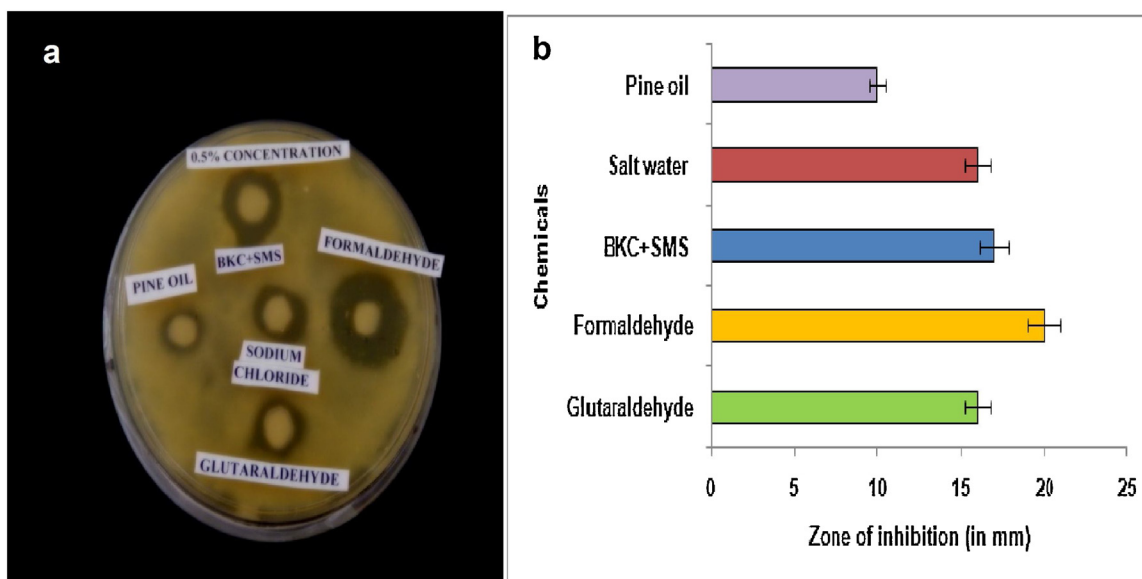 a
0.5% CONCENTRATION
BKC+SMS
FORMALDEHYDE
PINE OIL
SODIUM
CHLORIDE
GLUTARALDEHYDE
b
Chemicals
Pine oil
Salt water
BKC+SMS
Formaldehyde
Glutaraldehyde
0 5 10 15 20 25
Zone of inhibition (in mm)